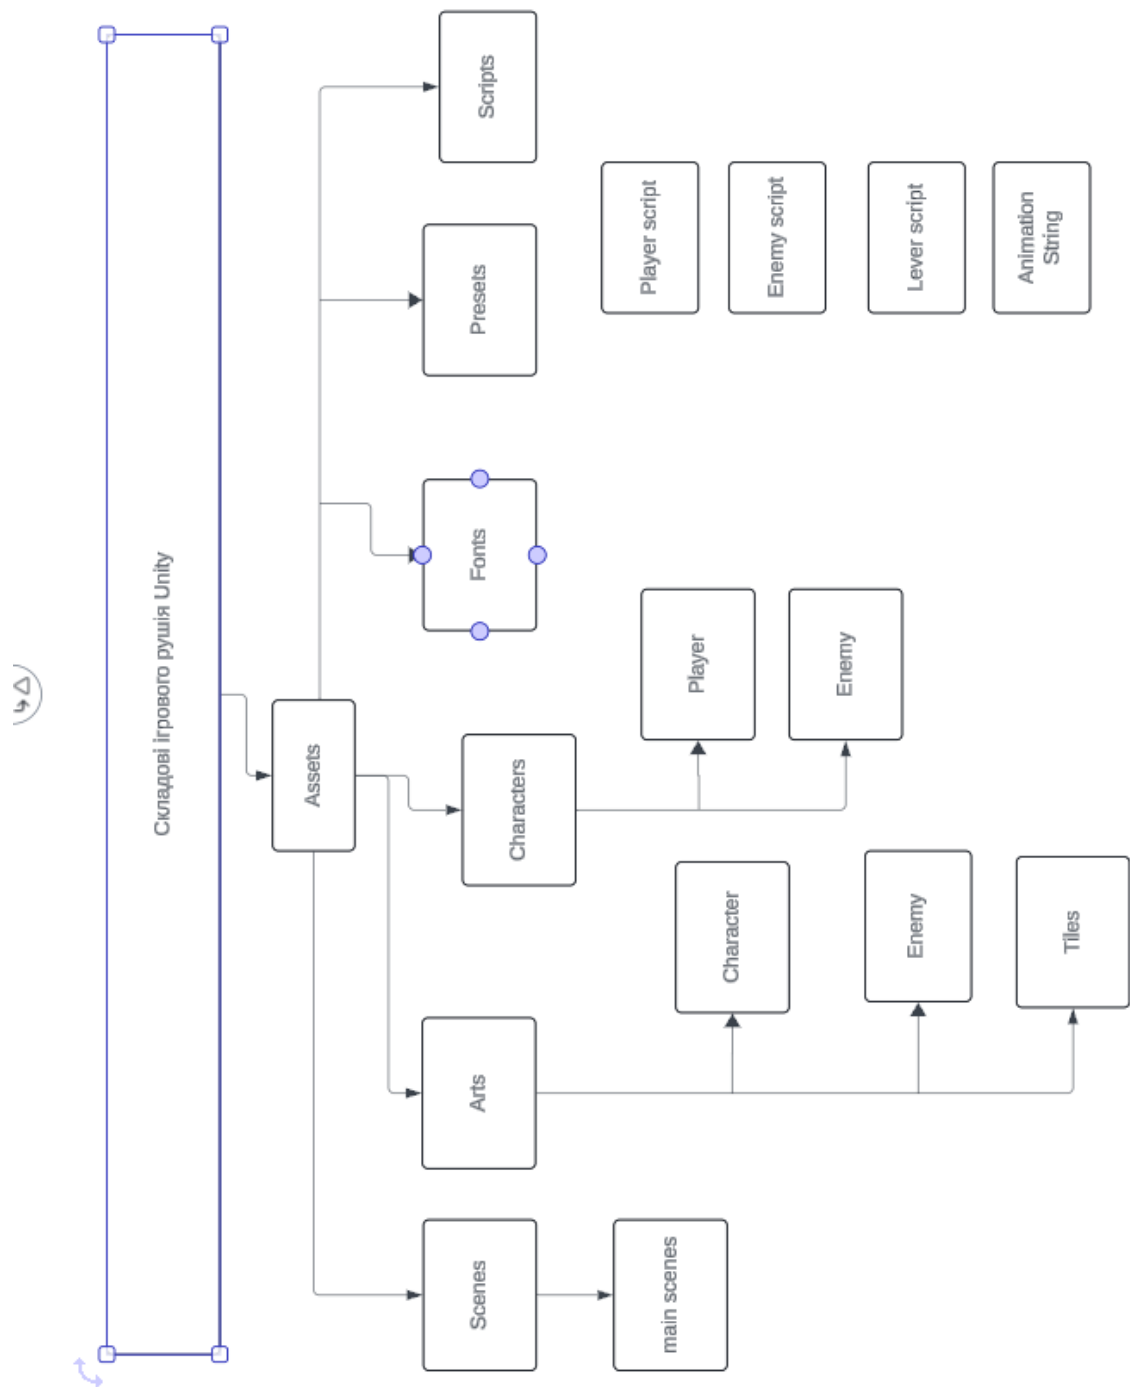 Складові ігрового рушія Unity
Assets
Scenes
Arts
Characters
Fonts
Presets
Scripts
main scenes
Character
Enemy
Tiles
Player
Enemy
Player script
Enemy script
Lever script
Animation
String